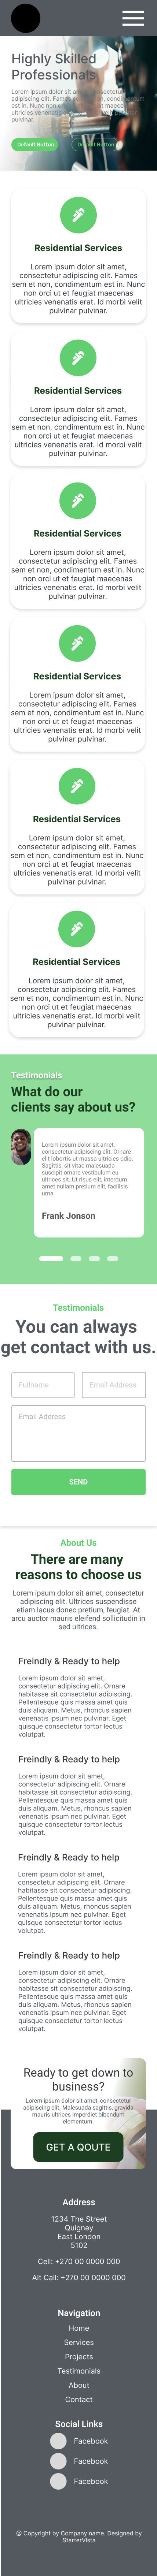 Highly Skilled
Professionals
Lorem ipsum dolor sit amet, consectetur
adipiscing elit. Fames sem et nom, condimentum est
in. Nunc non orci ut et feugiat maecenas
ultricies venenatis erat. Id morbi velit pulvinar
pulvinar.
Default Button
Default Button
Residential Services
Lorem ipsum dolor sit amet,
consectetur adipiscing elit. Fames
sem et nom, condimentum est in. Nunc
non orci ut et feugiat maecenas
ultricies venenatis erat. Id morbi velit
pulvinar pulvinar.
Residential Services
Lorem ipsum dolor sit amet,
consectetur adipiscing elit. Fames
sem et nom, condimentum est in. Nunc
non orci ut et feugiat maecenas
ultricies venenatis erat. Id morbi velit
pulvinar pulvinar.
Residential Services
Lorem ipsum dolor sit amet,
consectetur adipiscing elit. Fames
sem et nom, condimentum est in. Nunc
non orci ut et feugiat maecenas
ultricies venenatis erat. Id morbi velit
pulvinar pulvinar.
Residential Services
Lorem ipsum dolor sit amet,
consectetur adipiscing elit. Fames
sem et nom, condimentum est in. Nunc
non orci ut et feugiat maecenas
ultricies venenatis erat. Id morbi velit
pulvinar pulvinar.
Residential Services
Lorem ipsum dolor sit amet,
consectetur adipiscing elit. Fames
sem et nom, condimentum est in. Nunc
non orci ut et feugiat maecenas
ultricies venenatis erat. Id morbi velit
pulvinar pulvinar.
Residential Services
Lorem ipsum dolor sit amet,
consectetur adipiscing elit. Fames
sem et nom, condimentum est in. Nunc
non orci ut et feugiat maecenas
ultricies venenatis erat. Id morbi velit
pulvinar pulvinar.
Testimonials
What do our
clients say about us?
Lorem ipsum dolor sit amet,
consectetur adipiscing elit. Ornare
elit lobortis ut massa ultricies odio.
Sagittis, sit vitae malesuada
suscipit ornare vestibulum eu
ultrices sit. Ut risus elit, interdum
amet nullam pretium elit, facilisis
urna.
Frank Jonson
Testimonials
You can always
get contact with us.
Fullname
Email Address
Email Address
SEND
About Us
There are many
reasons to choose us
Lorem ipsum dolor sit amet, consectetur
adipiscing elit. Ultrices suspendisse
etiam lacus donec pretium, feugiat. At
arcu auctor mauris eleifend sollicitudin in
sed ultrices.
Freindly & Ready to help
Lorem ipsum dolor sit amet,
consectetur adipiscing elit. Ornare
habitasse sit consectetur adipiscing.
Pellentesque quis massa amet quis
duis aliquam. Metus, rhoncus sapien
venenatis ipsum nec pulvinar. Eget
quisque consectetur tortor lectus
volutpat.
Freindly & Ready to help
Lorem ipsum dolor sit amet,
consectetur adipiscing elit. Ornare
habitasse sit consectetur adipiscing.
Pellentesque quis massa amet quis
duis aliquam. Metus, rhoncus sapien
venenatis ipsum nec pulvinar. Eget
quisque consectetur tortor lectus
volutpat.
Freindly & Ready to help
Lorem ipsum dolor sit amet,
consectetur adipiscing elit. Ornare
habitasse sit consectetur adipiscing.
Pellentesque quis massa amet quis
duis aliquam. Metus, rhoncus sapien
venenatis ipsum nec pulvinar. Eget
quisque consectetur tortor lectus
volutpat.
Freindly & Ready to help
Lorem ipsum dolor sit amet,
consectetur adipiscing elit. Ornare
habitasse sit consectetur adipiscing.
Pellentesque quis massa amet quis
duis aliquam. Metus, rhoncus sapien
venenatis ipsum nec pulvinar. Eget
quisque consectetur tortor lectus
volutpat.
Ready to get down to
business?
Lorem ipsum dolor sit amet, consectetur
adipiscing elit. Malesuada sagittis, gravida
mauris ultrices imperdiet bibendum
elementum.
GET A QOUTE
Address
1234 The Street
Quigney
East London
5102
Cell: +270 00 0000 000
Alt Call: +270 00 0000 000
Navigation
Home
Services
Projects
Testimonials
About
Contact
Social Links
Facebook
Facebook
Facebook
@ Copyright by Company name. Designed by
StarterVista